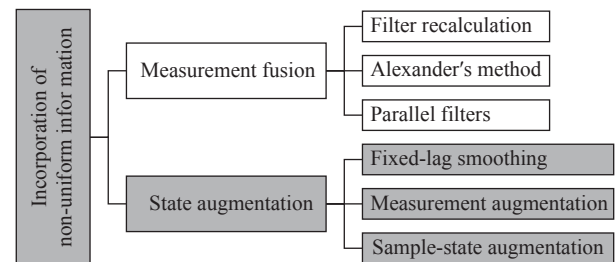 Incorporation of
non-uniform infor mation
Measurement fusion
Filter recalculation
Alexander's method
Parallel filters
State augmentation
Fixed-lag smoothing
Measurement augmentation
Sample-state augmentation